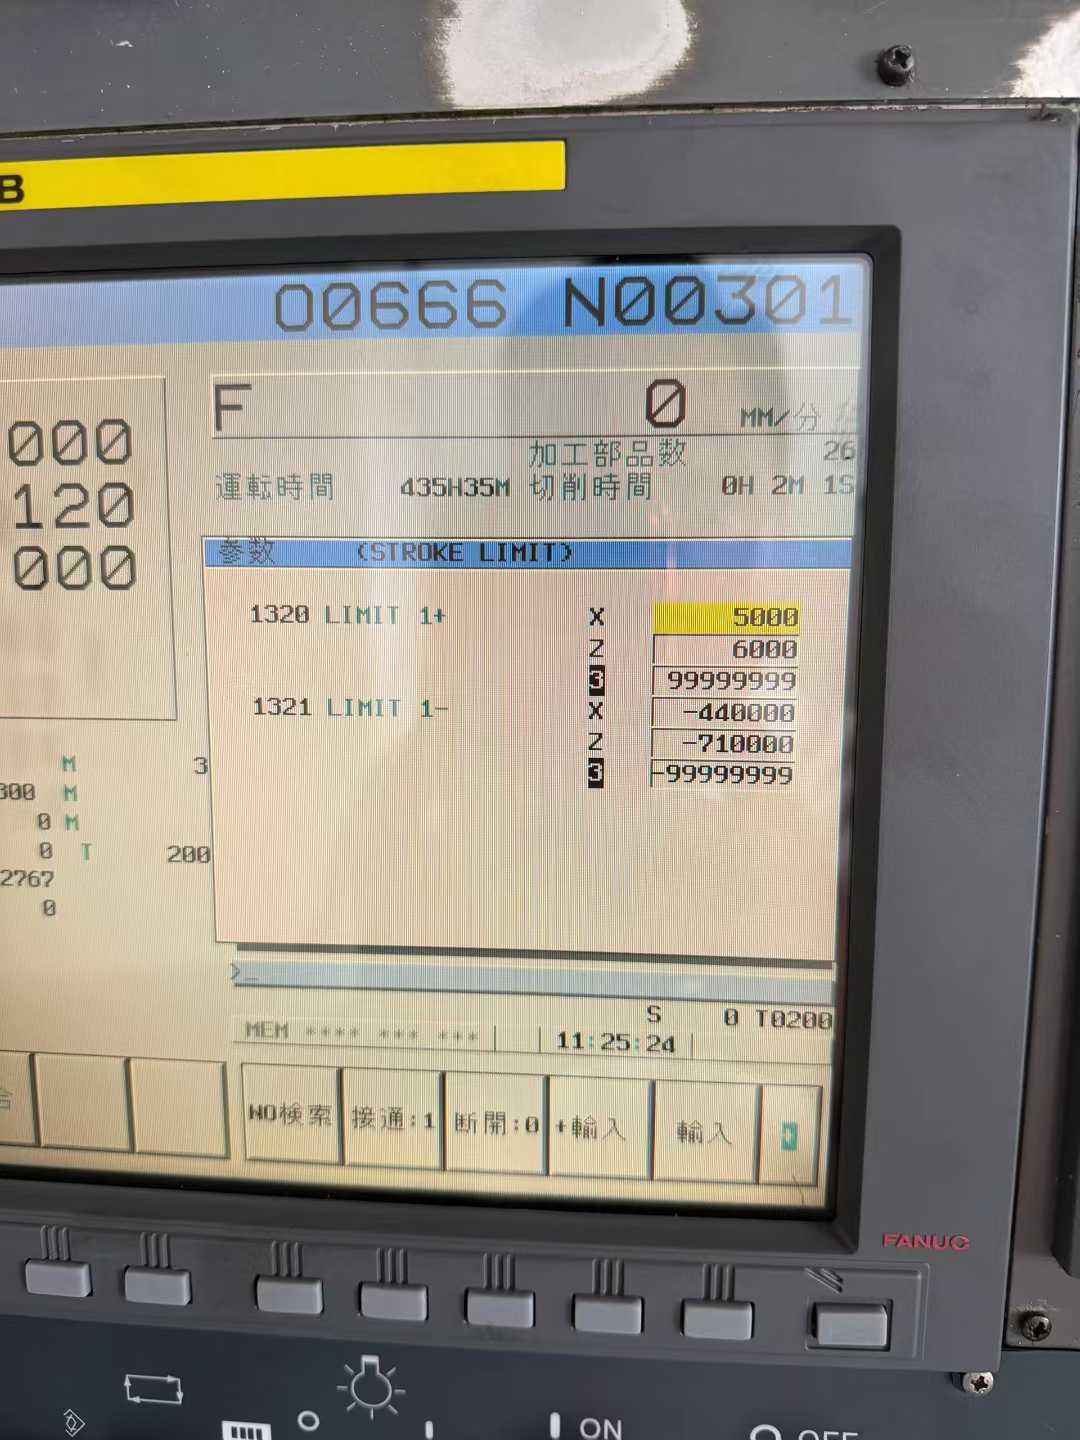 B
O0666 N00301
F 0 MM/分
000
120
000
加工部品数 26
運転時間 435H35M 切削時間 0H 2M 1S
参数 (STROKE LIMIT)
1320 LIMIT 1+ X 5000
Z 6000
3 99999999
1321 LIMIT 1- X -440000
Z -710000
3 -99999999
M 3
300 M
0 M
0 T 200
2767
0
>_
S 0 T0200
MEM **** *** *** 11:25:24
NO検索 接通:1 断開:0 +輸入 輸入
FANUC
ON
OFF